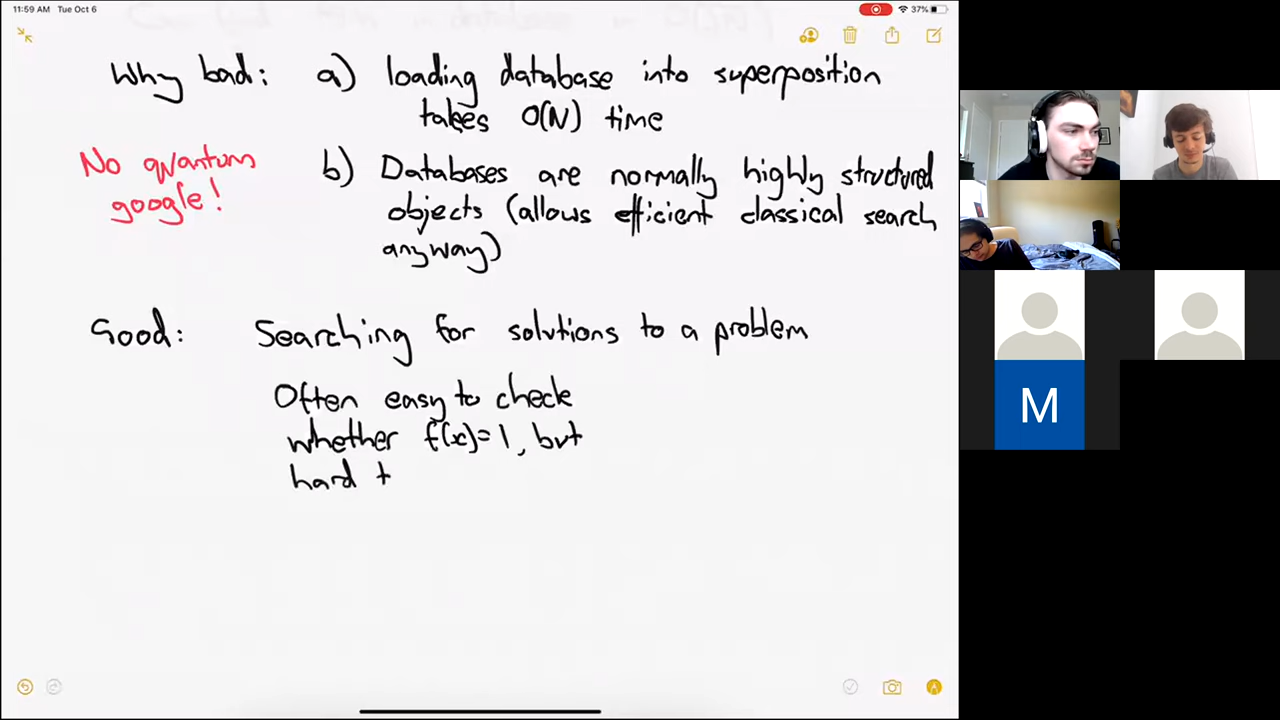 11:59 AM Tue Oct 6
37%
Why bad: a) loading database into superposition
takes O(N) time
No quantum
google!
b) Databases are normally highly structured
objects (allows efficient classical search
anyway)
Good: Searching for solutions to a problem
Often easy to check
whether f(x)=1, but
hard t
M